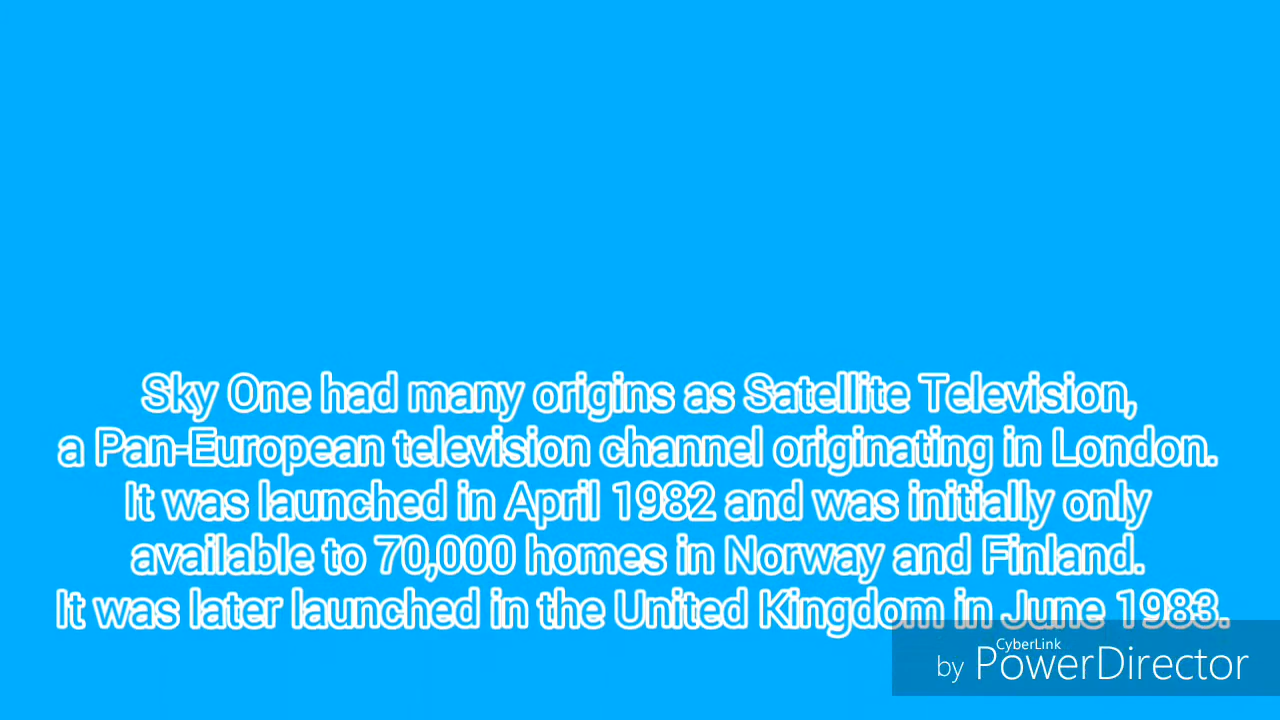 Sky One had many origins as Satellite Television,
a Pan-European television channel originating in London.
It was launched in April 1982 and was initially only
available to 70,000 homes in Norway and Finland.
It was later launched in the United Kingdom in June 1983.
CyberLink
by PowerDirector